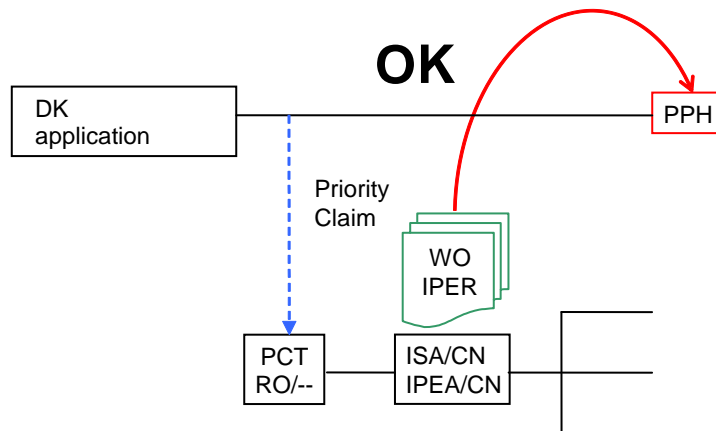 OK
DK
application
PPH
Priority
Claim
WO
IPER
PCT
RO/--
ISA/CN
IPEA/CN